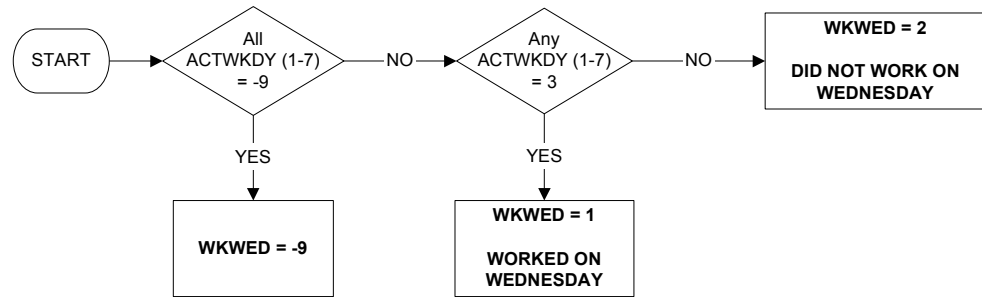 START
All
ACTWKDY (1-7)
= -9
NO
Any
ACTWKDY (1-7)
= 3
NO
WKWED = 2
DID NOT WORK ON
WEDNESDAY
YES
YES
WKWED = -9
WKWED = 1
WORKED ON
WEDNESDAY